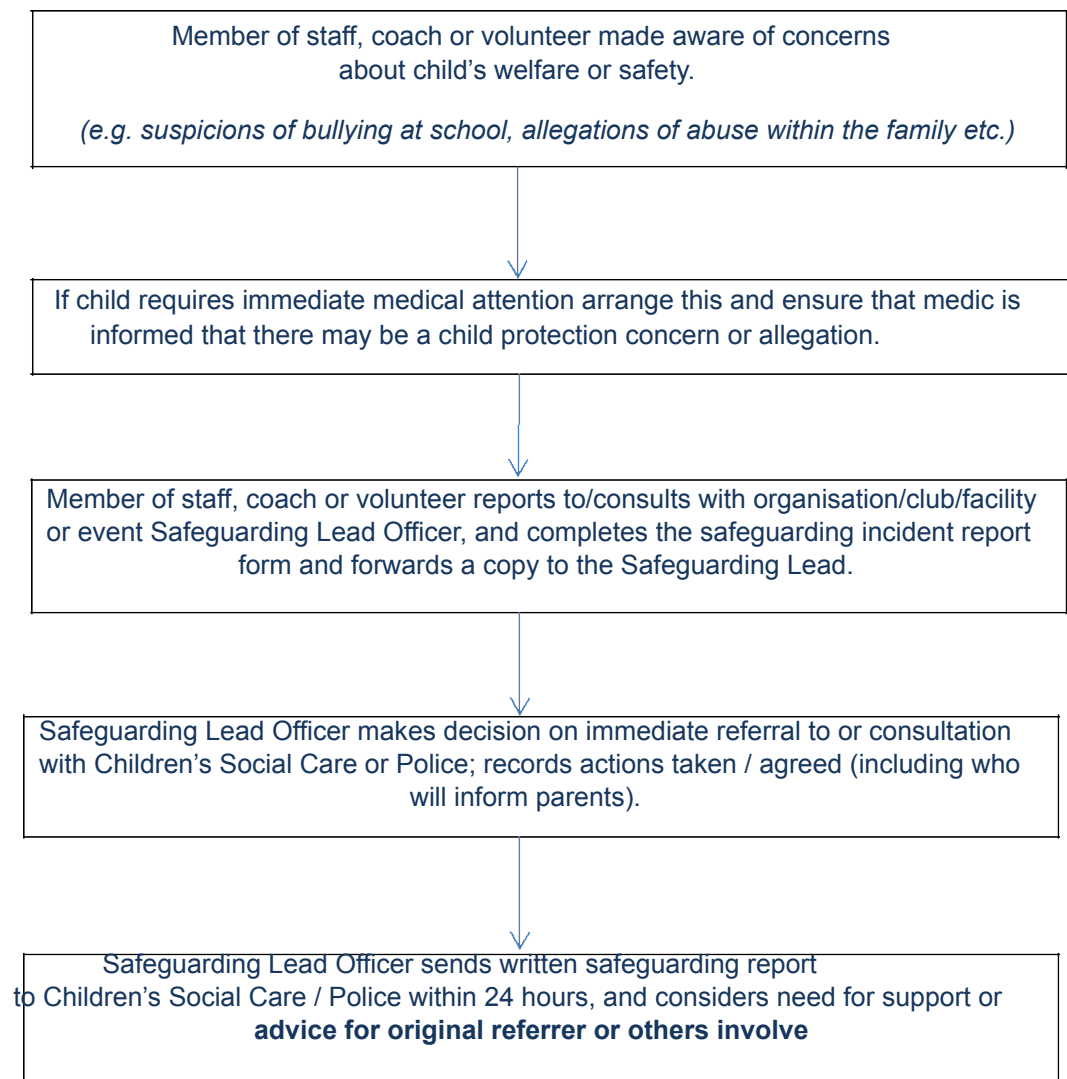 Member of staff, coach or volunteer made aware of concerns
about child’s welfare or safety.
(e.g. suspicions of bullying at school, allegations of abuse within the family etc.)
If child requires immediate medical attention arrange this and ensure that medic is
informed that there may be a child protection concern or allegation.
Member of staff, coach or volunteer reports to/consults with organisation/club/facility
or event Safeguarding Lead Officer, and completes the safeguarding incident report
form and forwards a copy to the Safeguarding Lead.
Safeguarding Lead Officer makes decision on immediate referral to or consultation
with Children’s Social Care or Police; records actions taken / agreed (including who
will inform parents).
Safeguarding Lead Officer sends written safeguarding report
to Children’s Social Care / Police within 24 hours, and considers need for support or
advice for original referrer or others involve